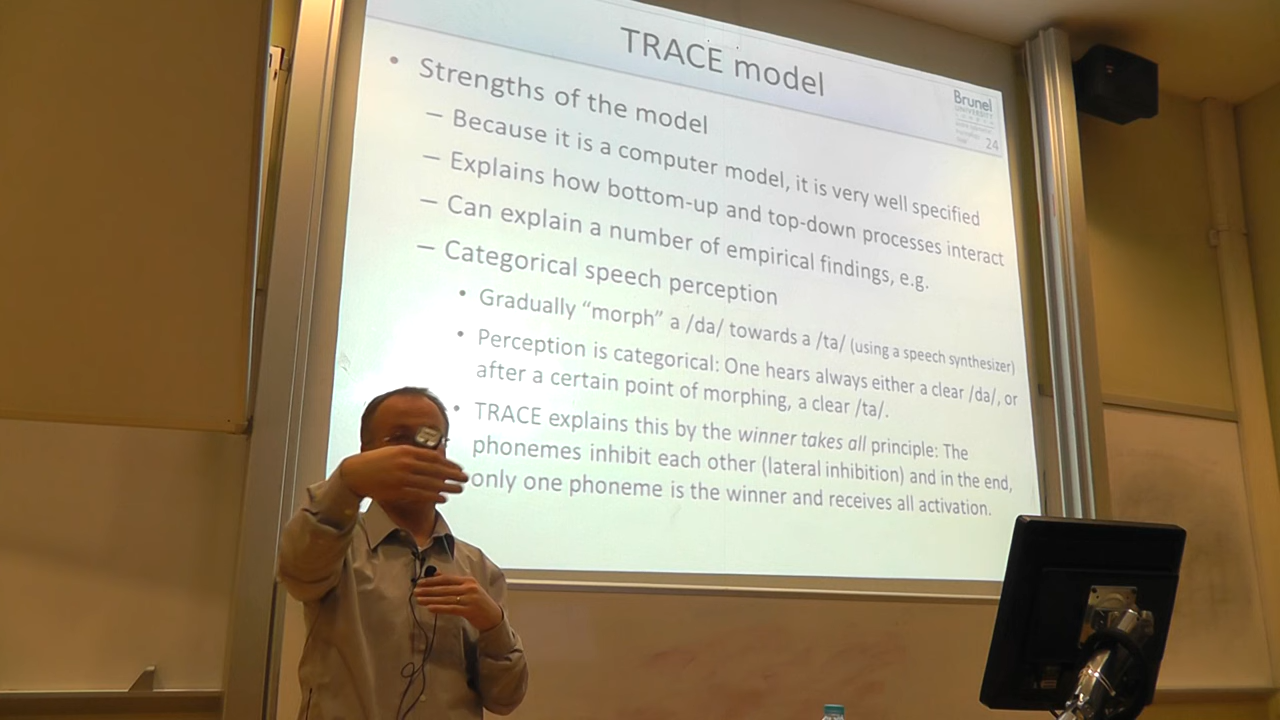 TRACE model
Brunel
UNIVERSITY
24
• Strengths of the model
– Because it is a computer model, it is very well specified
– Explains how bottom-up and top-down processes interact
– Can explain a number of empirical findings, e.g.
– Categorical speech perception
• Gradually “morph” a /da/ towards a /ta/ (using a speech synthesizer)
• Perception is categorical: One hears always either a clear /da/, or
after a certain point of morphing, a clear /ta/.
• TRACE explains this by the winner takes all principle: The
phonemes inhibit each other (lateral inhibition) and in the end,
only one phoneme is the winner and receives all activation.